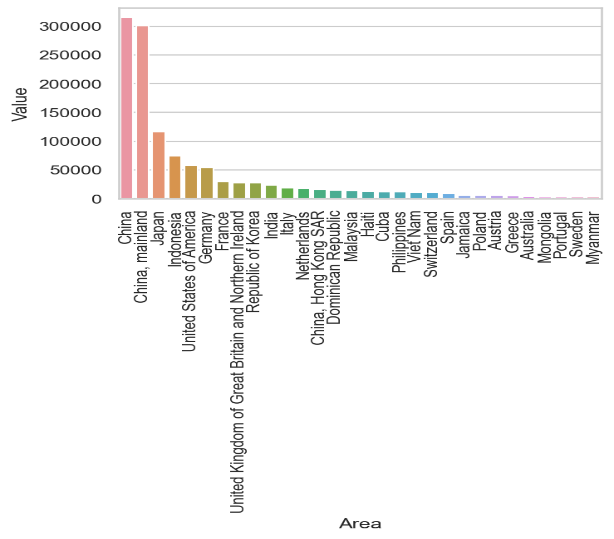 300000
250000
200000
150000
100000
50000
0
Value
China
China, mainland
Japan
Indonesia
United States of America
Germany
France
United Kingdom of Great Britain and Northern Ireland
Republic of Korea
India
Italy
Netherlands
China, Hong Kong SAR
Dominican Republic
Malaysia
Haiti
Cuba
Philippines
Viet Nam
Switzerland
Spain
Jamaica
Poland
Austria
Greece
Australia
Mongolia
Portugal
Sweden
Myanmar
Area